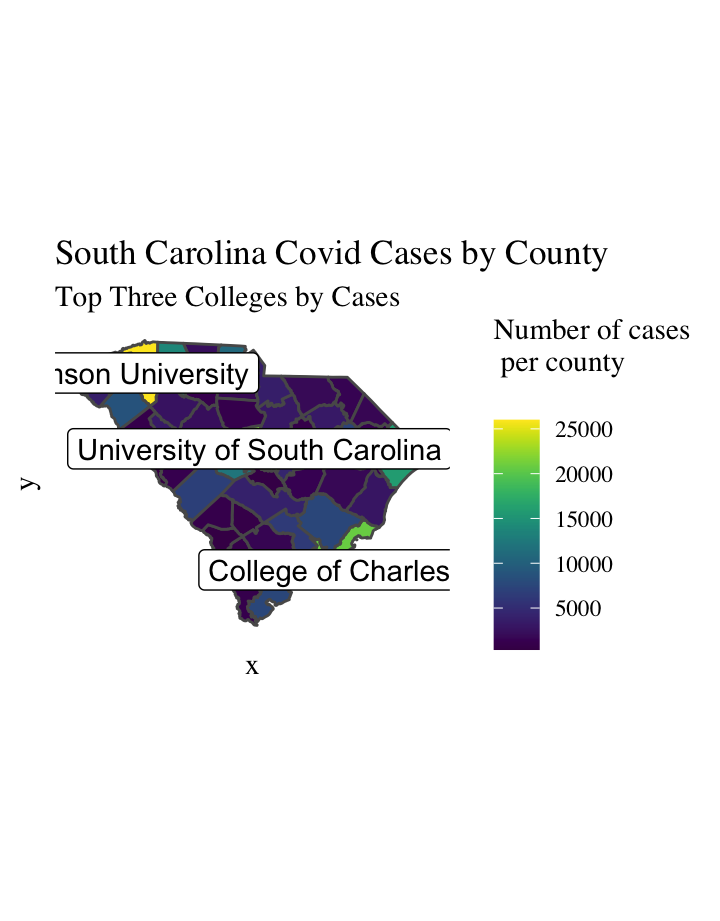 South Carolina Covid Cases by County
Top Three Colleges by Cases
Number of cases
per county
nson University
University of South Carolina
College of Charles
25000
20000
15000
10000
5000
y
x